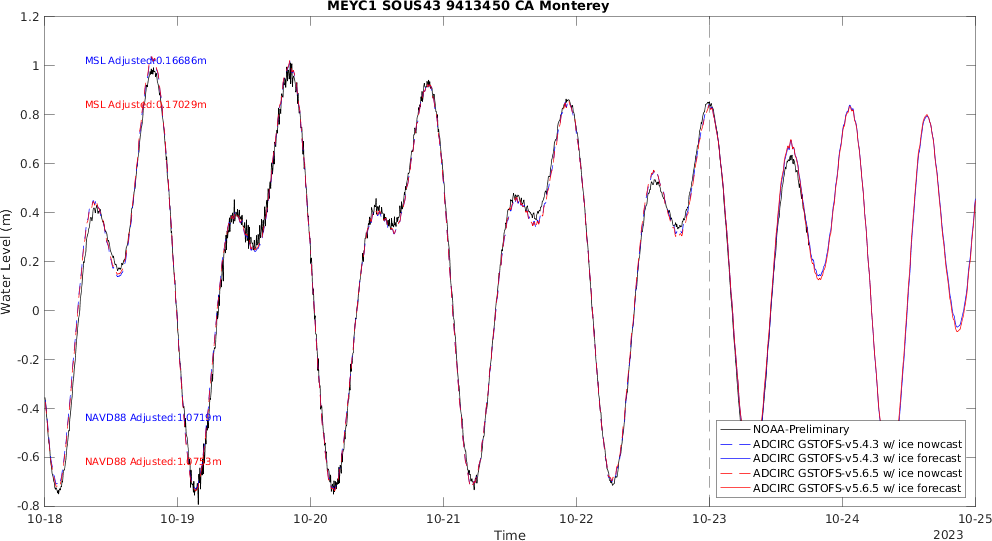 MEYC1 SOUS43 9413450 CA Monterey
1.2
1
0.8
0.6
0.4
0.2
0
-0.2
-0.4
-0.6
-0.8
Water Level (m)
MSL Adjusted:0.16686m
MSL Adjusted:0.17029m
NAVD88 Adjusted:1.0719m
NAVD88 Adjusted:1.0753m
NOAA-Preliminary
ADCIRC GSTOFS-v5.4.3 w/ ice nowcast
ADCIRC GSTOFS-v5.4.3 w/ ice forecast
ADCIRC GSTOFS-v5.6.5 w/ ice nowcast
ADCIRC GSTOFS-v5.6.5 w/ ice forecast
10-18 10-19 10-20 10-21 10-22 10-23 10-24 10-25
Time
2023